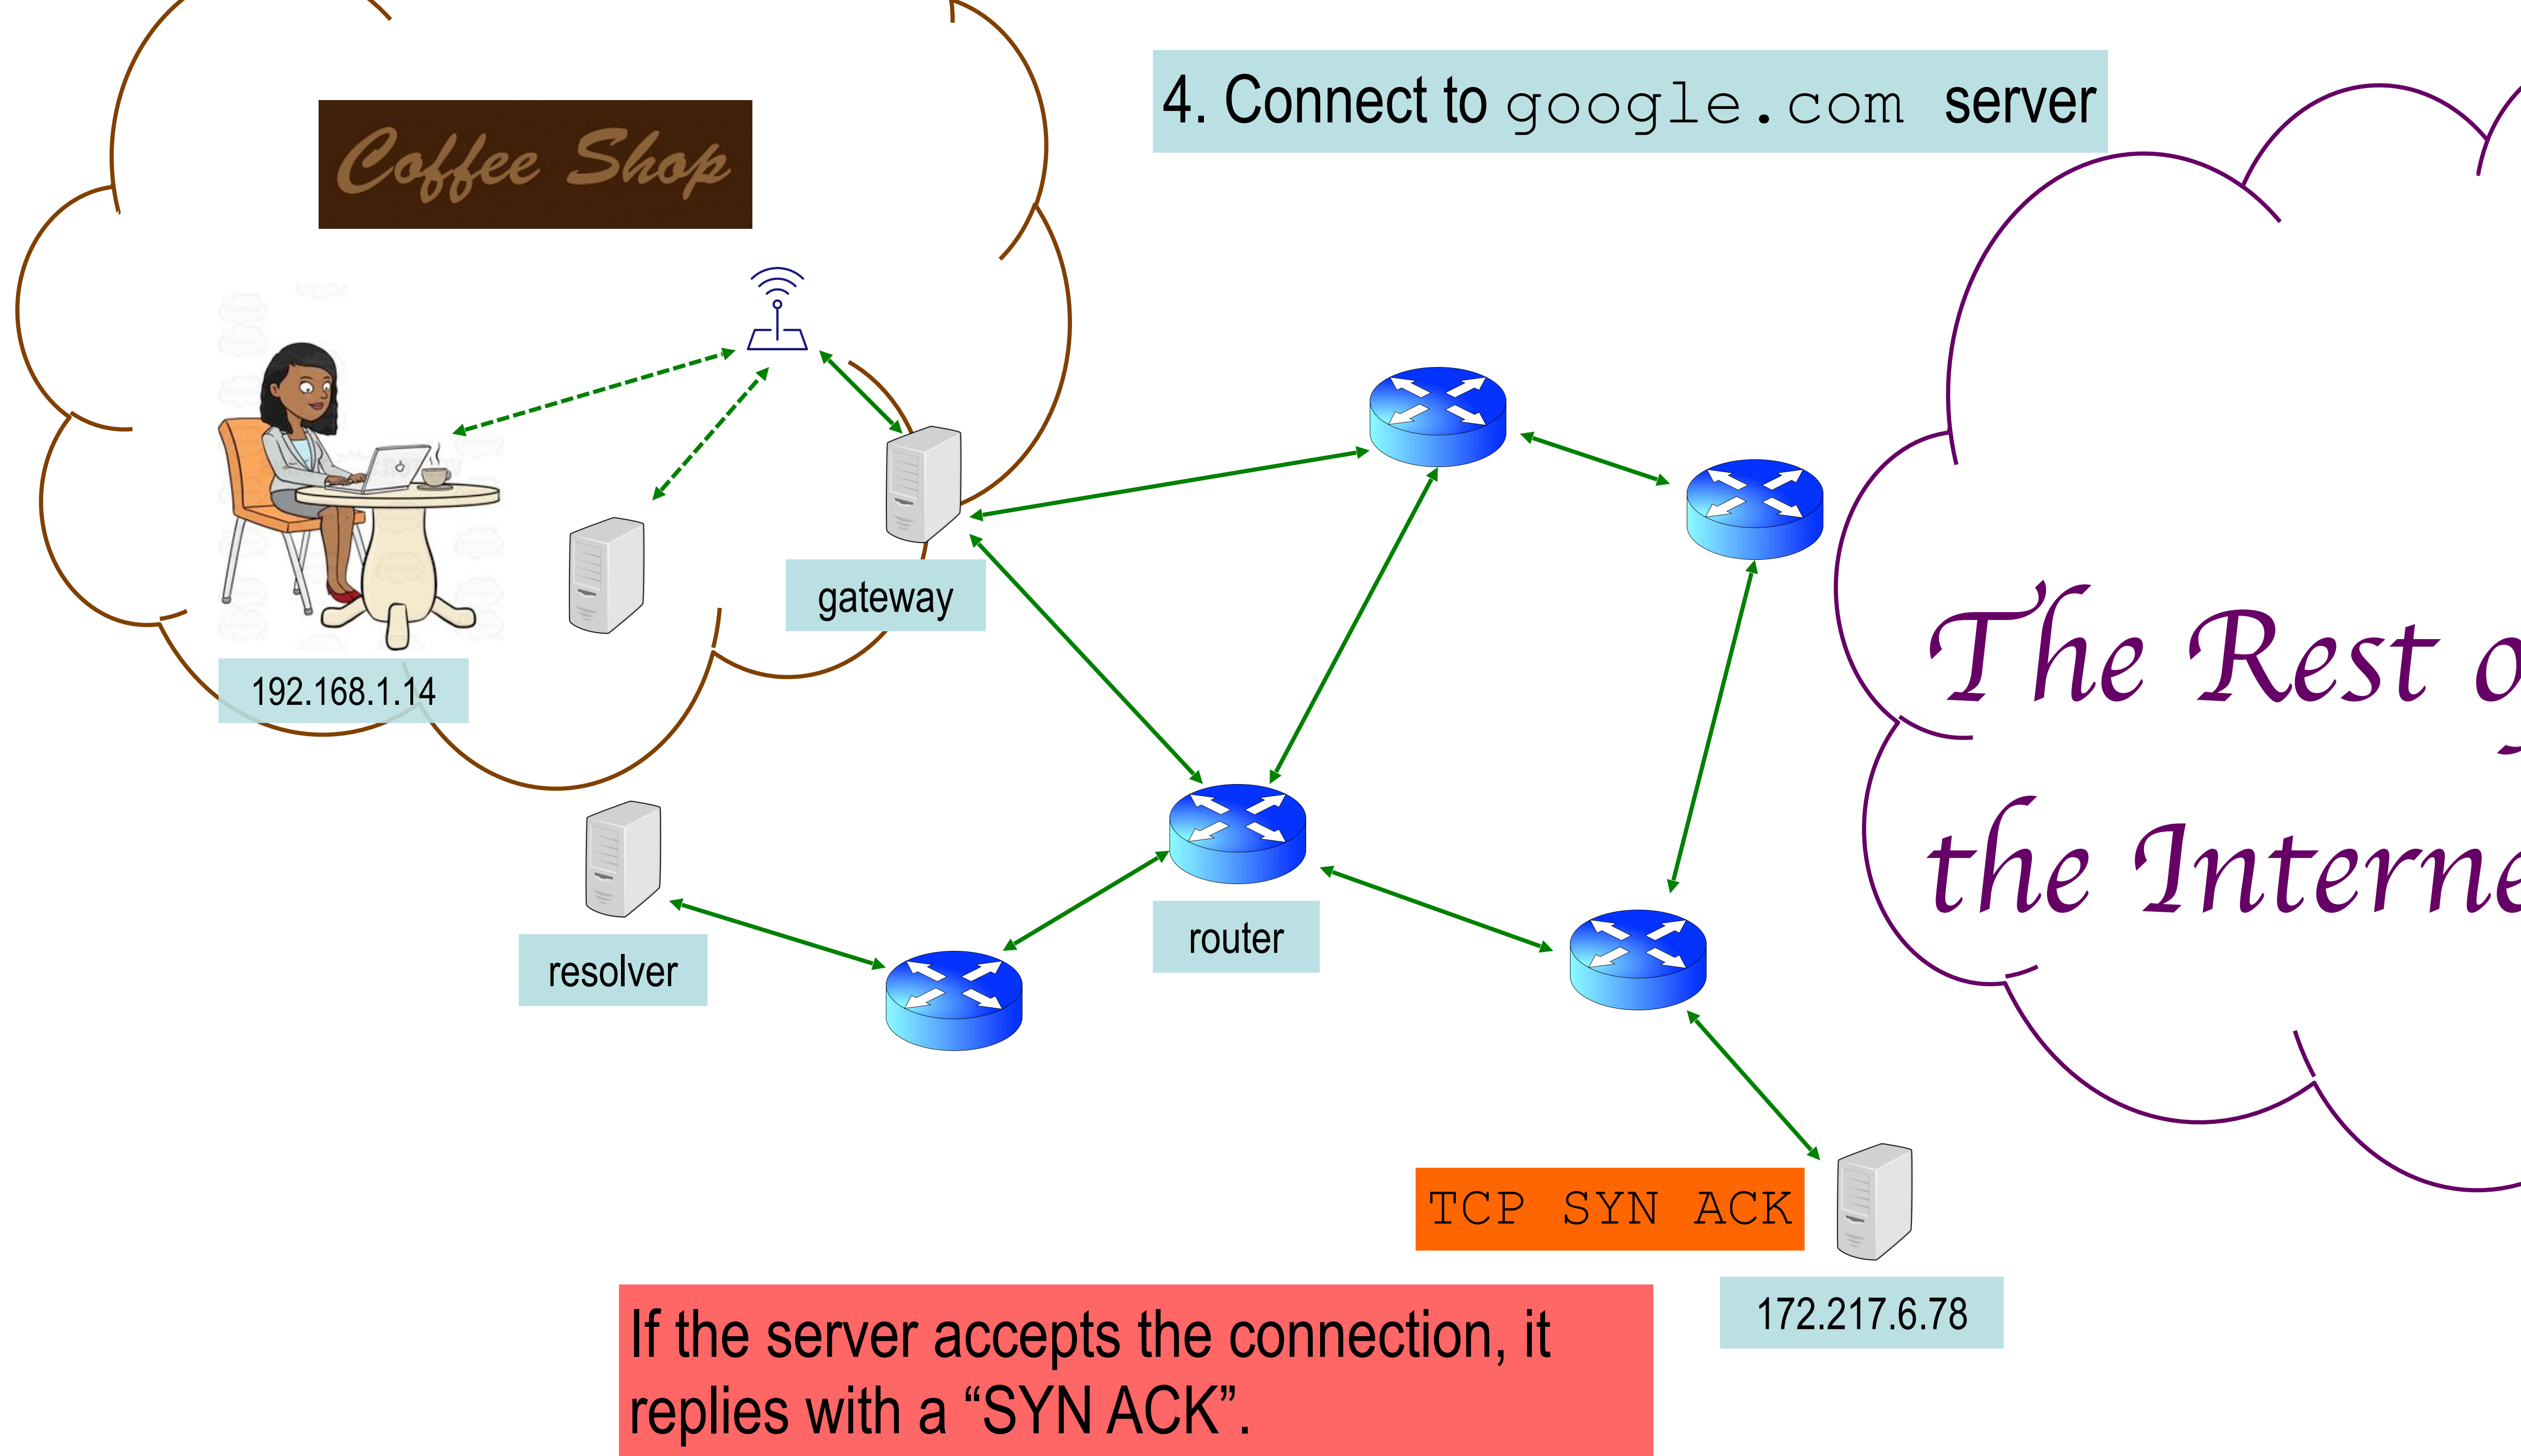 4. Connect to google.com server
Coffee Shop
gateway
192.168.1.14
The Rest o
the Interne
router
resolver
TCP SYN ACK
172.217.6.78
If the server accepts the connection, it
replies with a “SYN ACK”.